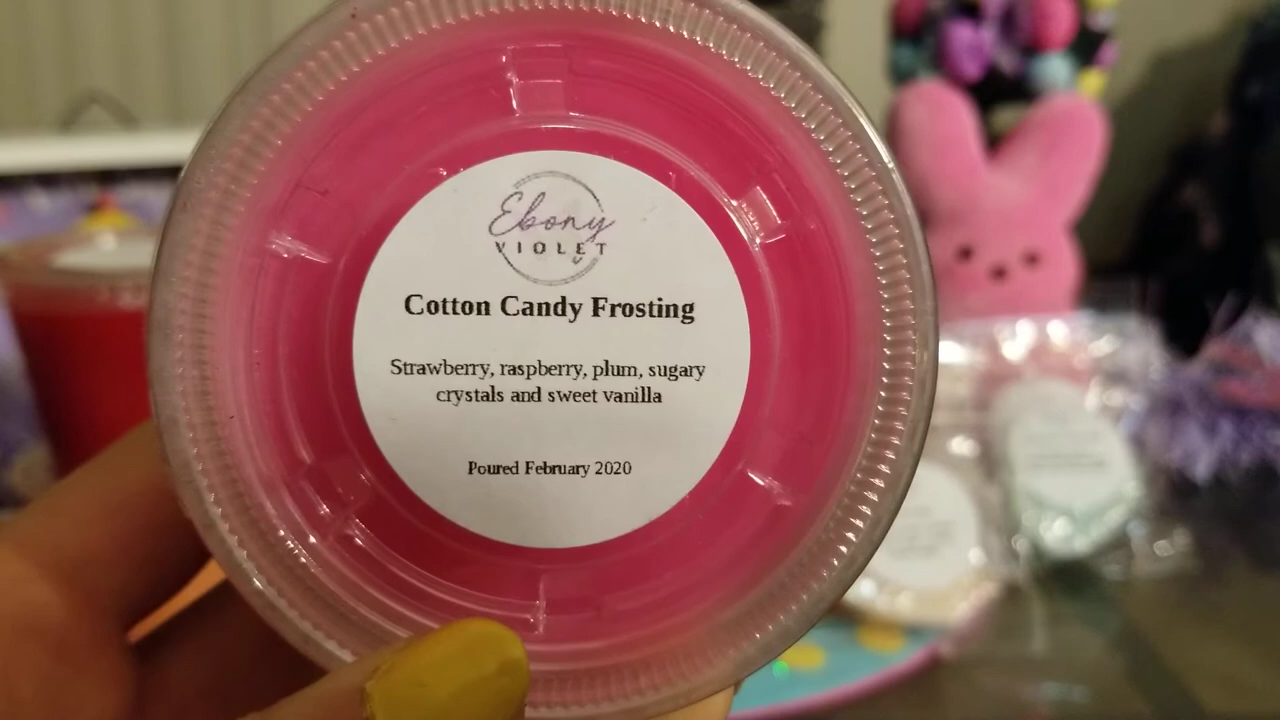 Ebony
VIOLET
Cotton Candy Frosting
Strawberry, raspberry, plum, sugary
crystals and sweet vanilla
Poured February 2020